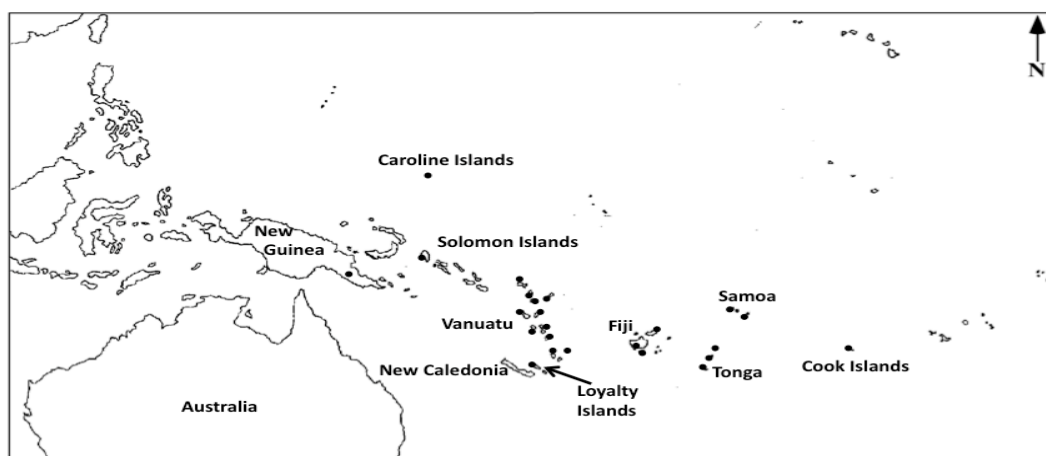 N
Caroline Islands
New
Guinea
Solomon Islands
Samoa
Vanuatu
Fiji
New Caledonia
Tonga
Cook Islands
Loyalty
Islands
Australia